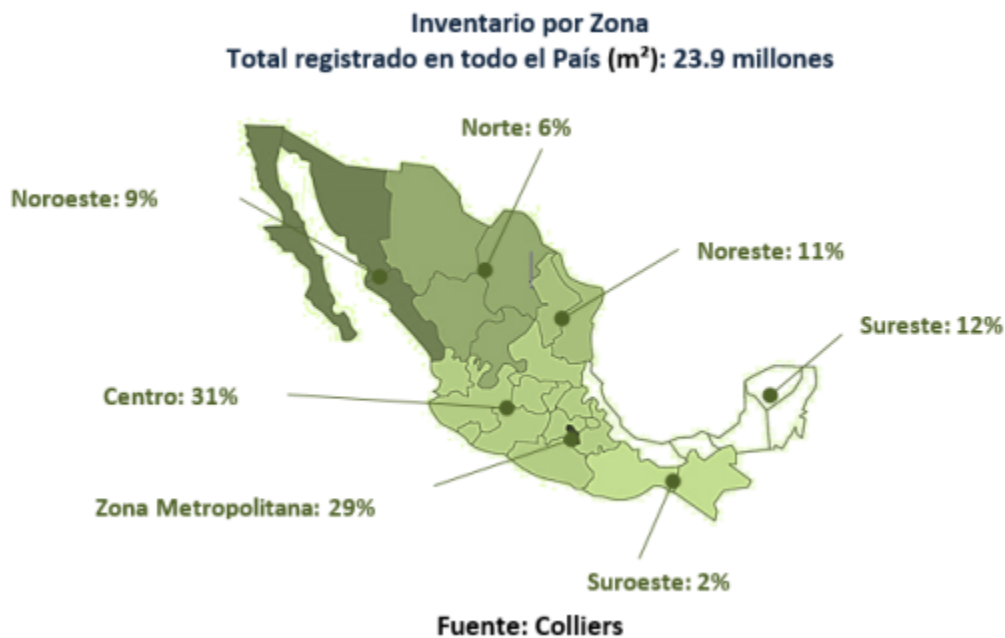 Inventario por Zona
Total registrado en todo el País (m²): 23.9 millones
Norte: 6%
Noroeste: 9%
Noreste: 11%
Sureste: 12%
Centro: 31%
Zona Metropolitana: 29%
Suroeste: 2%
Fuente: Colliers